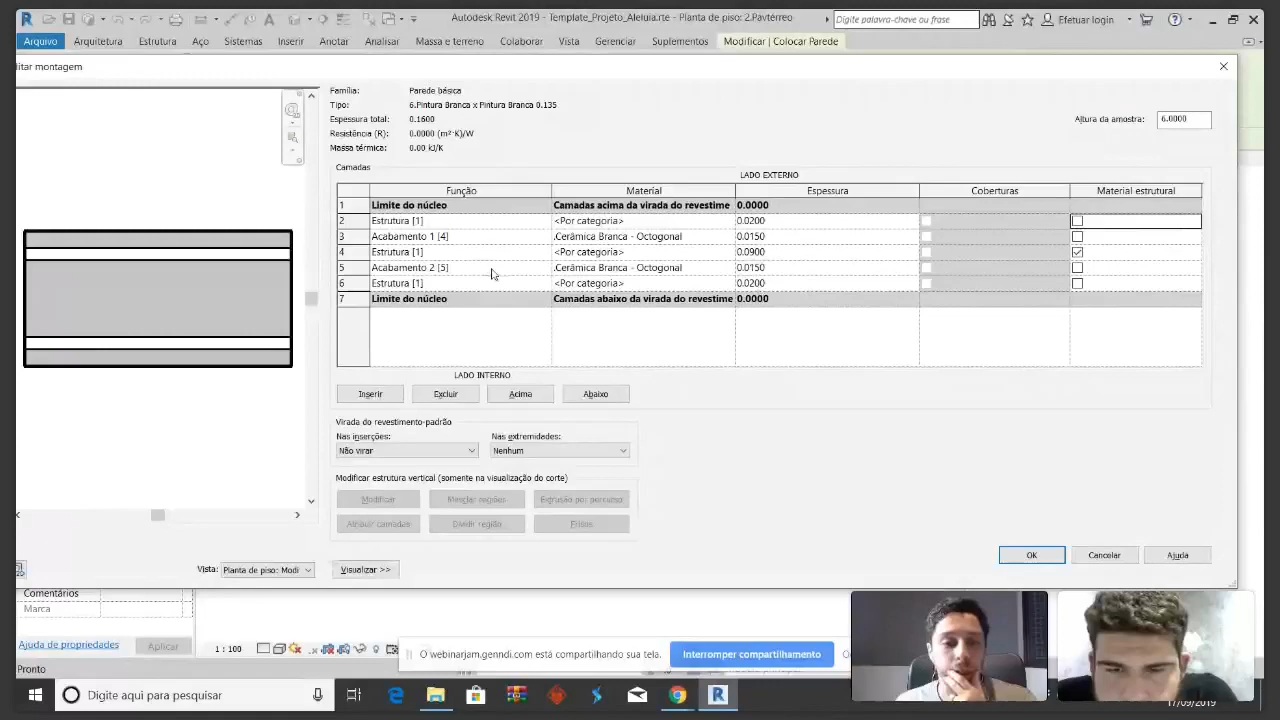 Autodesk Revit 2019 - Template_Projeto_Aleluia.rte - Planta de piso: 2.Pavtérreo
Digite palavra-chave ou frase
Efetuar login
Arquivo Arquitetura Estrutura Aço Sistemas Inserir Anotar Analisar Massa e terreno Colaborar Vista Gerenciar Suplementos Modificar | Colocar Parede
litar montagem
Família: Parede básica
Tipo: 6.Pintura Branca x Pintura Branca 0.135
Espessura total: 0.1600
Resistência (R): 0.0000 (m²·K)/W
Massa térmica: 0.00 kJ/K
Altura da amostra: 6.0000
Camadas
LADO EXTERNO
Função Material Espessura Coberturas Material estrutural
1 Limite do núcleo Camadas acima da virada do revestime 0.0000
2 Estrutura [1] <Por categoria> 0.0200
3 Acabamento 1 [4] .Cerâmica Branca - Octogonal 0.0150
4 Estrutura [1] <Por categoria> 0.0900
5 Acabamento 2 [5] .Cerâmica Branca - Octogonal 0.0150
6 Estrutura [1] <Por categoria> 0.0200
7 Limite do núcleo Camadas abaixo da virada do revestime 0.0000
LADO INTERNO
Inserir Excluir Acima Abaixo
Virada do revestimento-padrão
Nas inserções: Nas extremidades:
Não virar Nenhum
Modificar estrutura vertical (somente na visualização do corte)
Modificar Mesclar regiões Extrusão por percurso
Atribuir camadas Dividir região Frisos
OK Cancelar Ajuda
Vista: Planta de piso: Modi Visualizar >>
Comentários
Marca
Ajuda de propriedades Aplicar
1 : 100
O webinarjam.genndi.com está compartilhando sua tela.
Interromper compartilhamento
Pronto
Digite aqui para pesquisar
17/09/2019